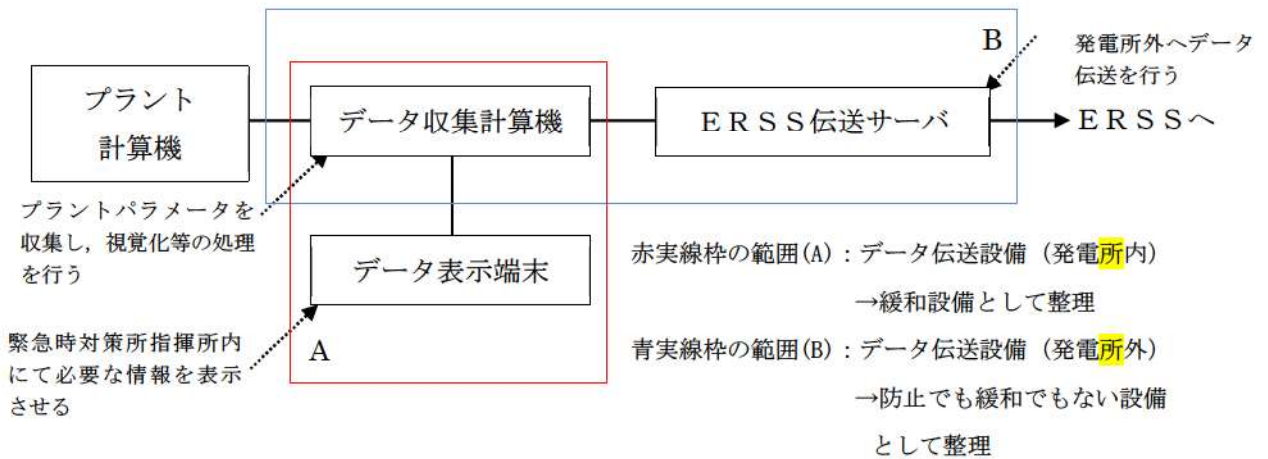 B
発電所外へデータ
伝送を行う
プラント
計算機
データ収集計算機
ＥＲＳＳ伝送サーバ
ＥＲＳＳへ
プラントパラメータを
収集し，視覚化等の処理
を行う
データ表示端末
緊急時対策所指揮所内
にて必要な情報を表示
させる
A
赤実線枠の範囲(A)：データ伝送設備（発電所内）
→緩和設備として整理
青実線枠の範囲(B)：データ伝送設備（発電所外）
→防止でも緩和でもない設備
として整理